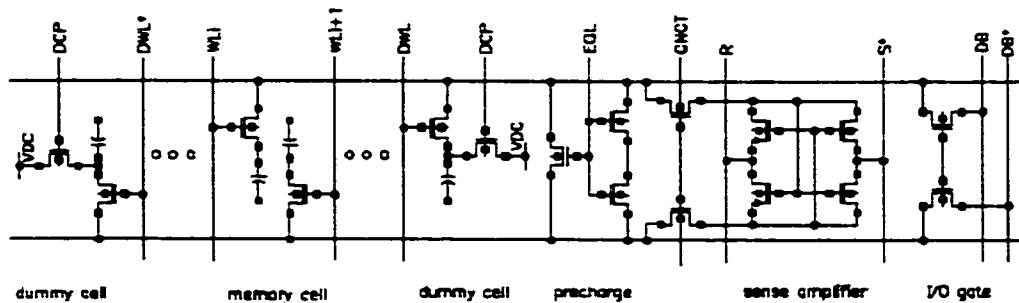 DCP DWL* WLi WLi+1 DWL DCP EQL CNCT R S* DB DB*
VDC VDC
dummy cell memory cell dummy cell precharge sense amplifier I/O gate